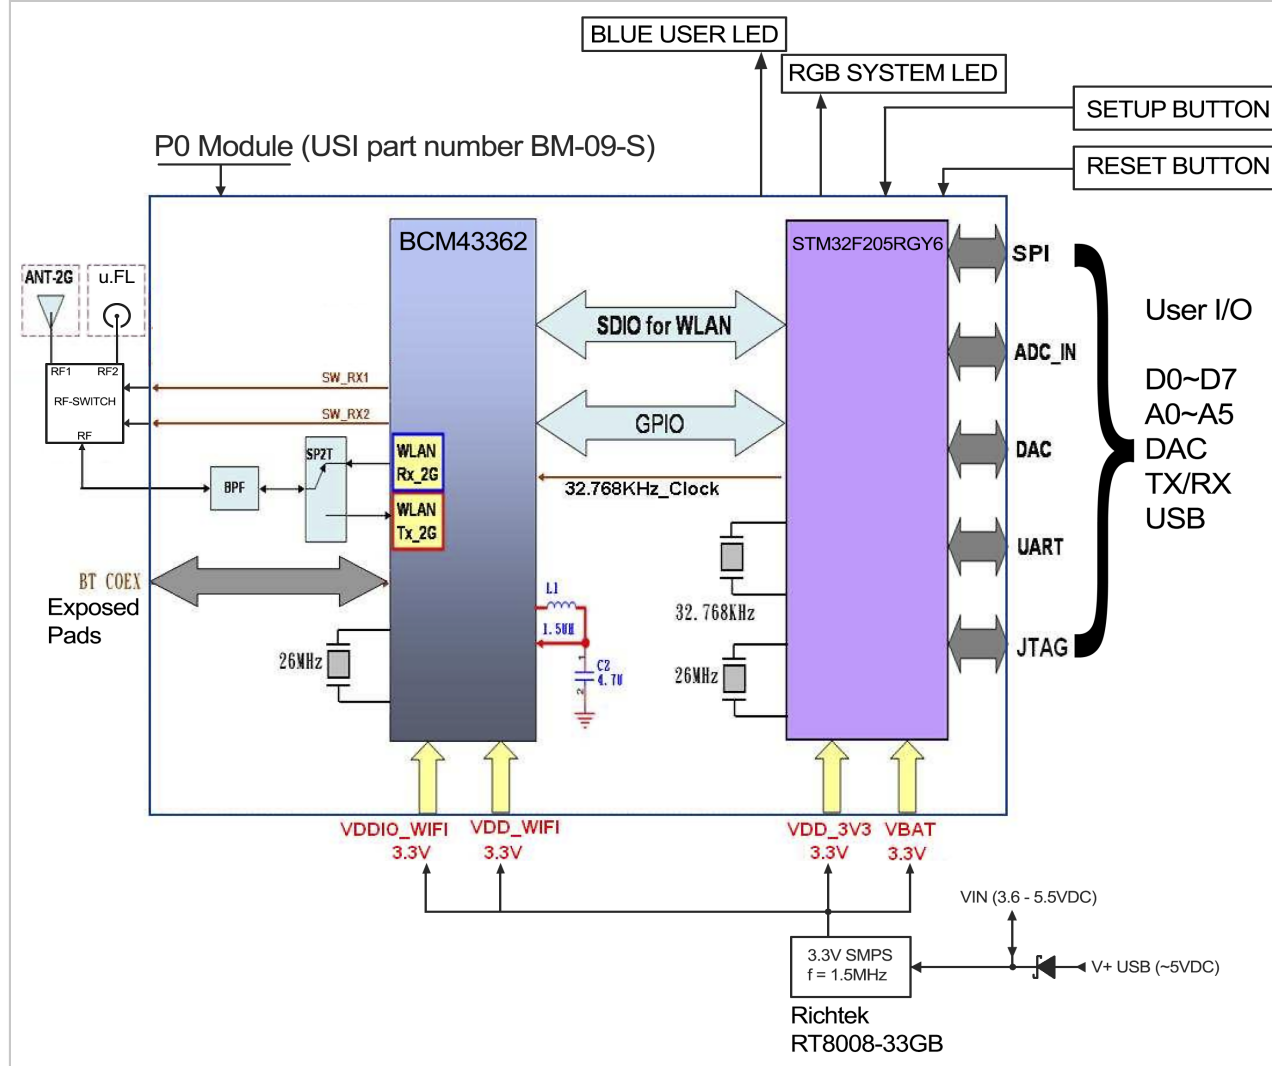 BLUE USER LED
RGB SYSTEM LED
SETUP BUTTON
RESET BUTTON
P0 Module (USI part number BM-09-S)
BCM43362
STM32F205RGY6
SPI
ANT-2G
u.FL
User I/O
SDIO for WLAN
ADC_IN
RF1
RF2
RF-SWITCH
RF
SW_RX1
SW_RX2
D0~D7
A0~A5
DAC
TX/RX
USB
GPIO
DAC
SP2T
WLAN
Rx_2G
BPF
32.768KHz_Clock
WLAN
Tx_2G
UART
BT COEX
Exposed
Pads
L1
1.5UH
32.768KHz
JTAG
26MHz
1
C2
4.7U
2
26MHz
VDDIO_WIFI
3.3V
VDD_WIFI
3.3V
VDD_3V3
3.3V
VBAT
3.3V
VIN (3.6 - 5.5VDC)
3.3V SMPS
f = 1.5MHz
V+ USB (~5VDC)
Richtek
RT8008-33GB